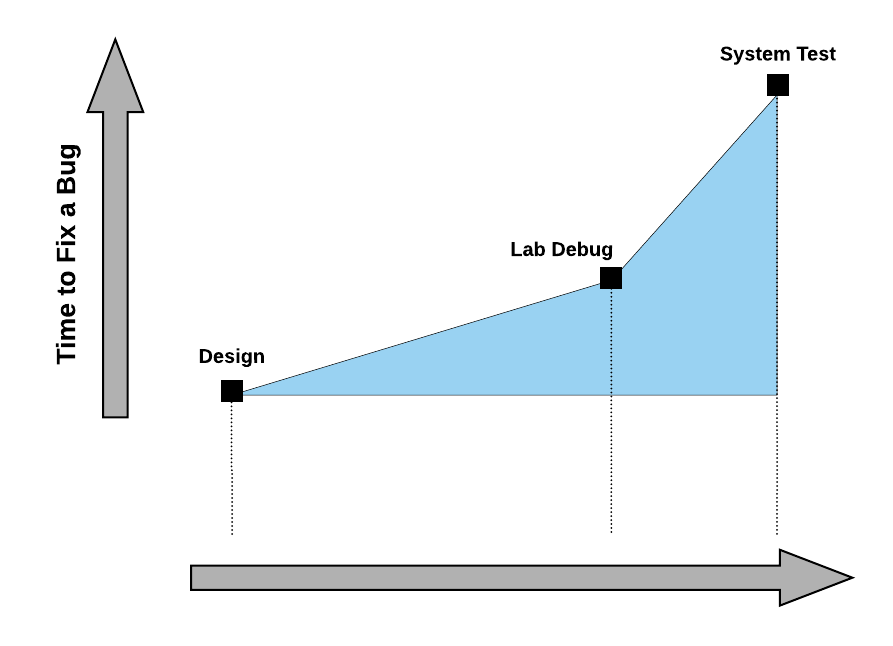 System Test
Time to Fix a Bug
Lab Debug
Design